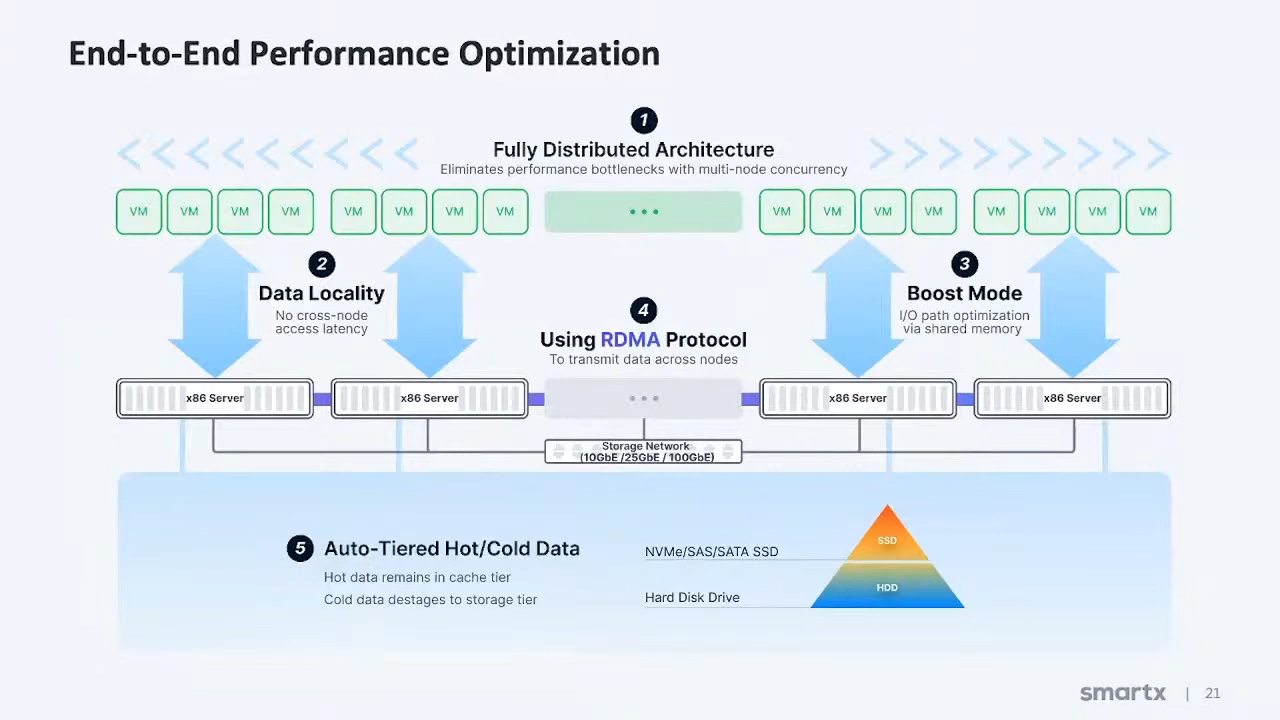 End-to-End Performance Optimization
1
Fully Distributed Architecture
Eliminates performance bottlenecks with multi-node concurrency
VM VM VM VM VM VM VM VM ••• VM VM VM VM VM VM VM VM
2
Data Locality
No cross-node
access latency
3
Boost Mode
I/O path optimization
via shared memory
4
Using RDMA Protocol
To transmit data across nodes
x86 Server x86 Server ••• x86 Server x86 Server
Storage Network
(10GbE /25GbE / 100GbE)
5 Auto-Tiered Hot/Cold Data
Hot data remains in cache tier
Cold data destages to storage tier
NVMe/SAS/SATA SSD
SSD
Hard Disk Drive
HDD
smartx | 21